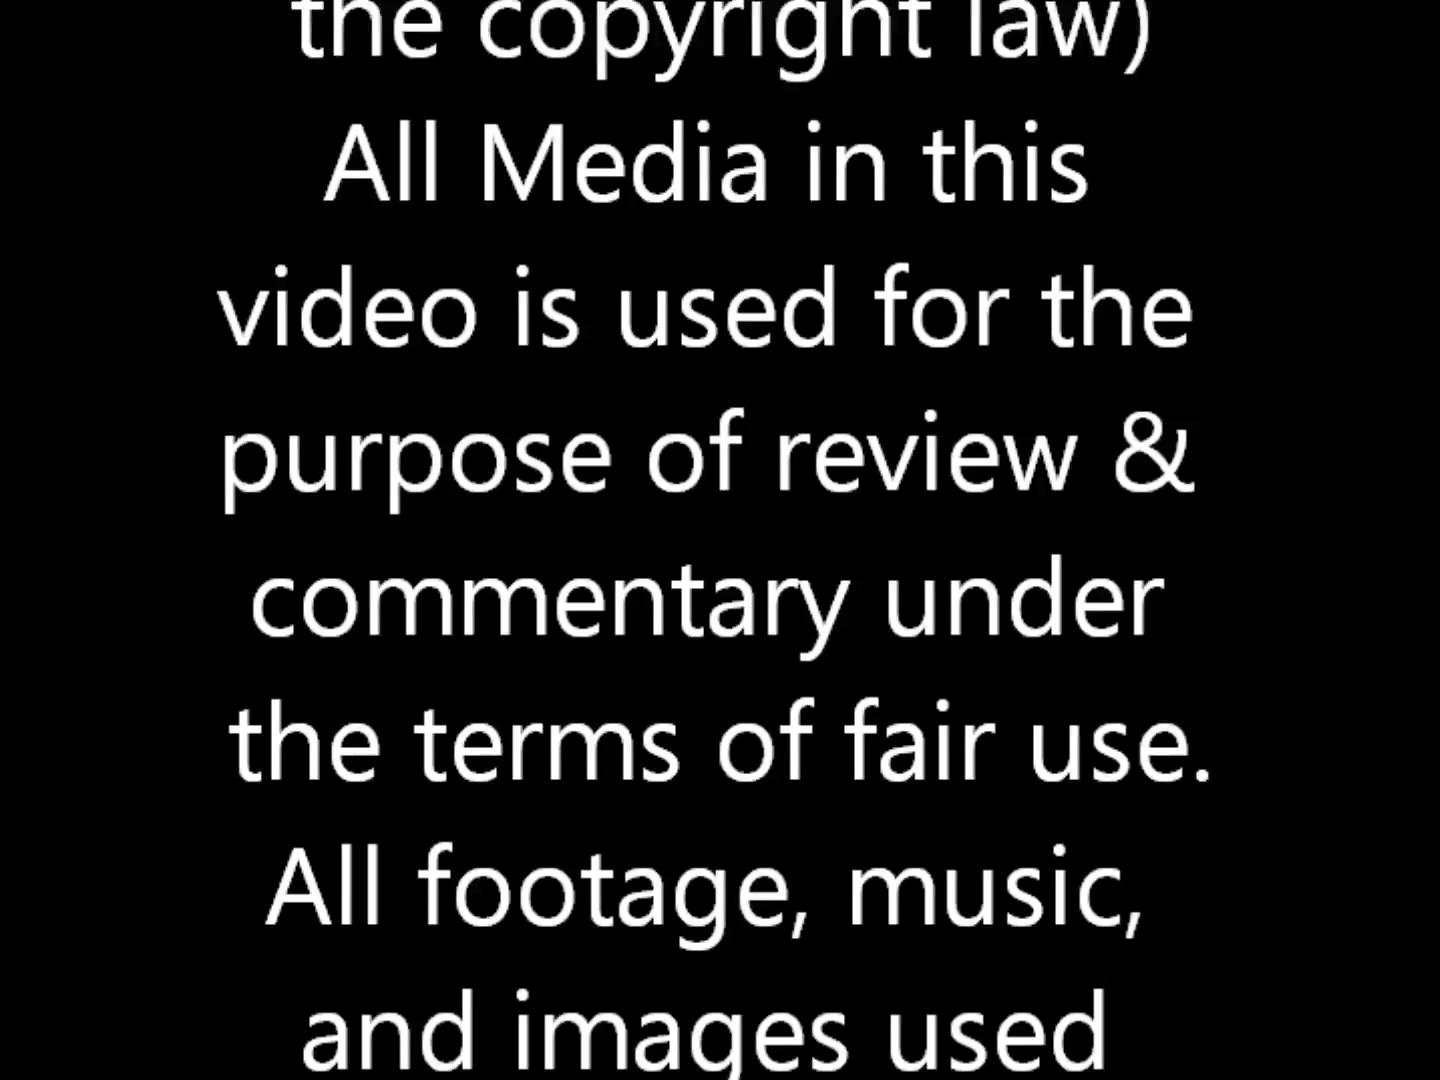 the copyright law)
All Media in this
video is used for the
purpose of review &
commentary under
the terms of fair use.
All footage, music,
and images used